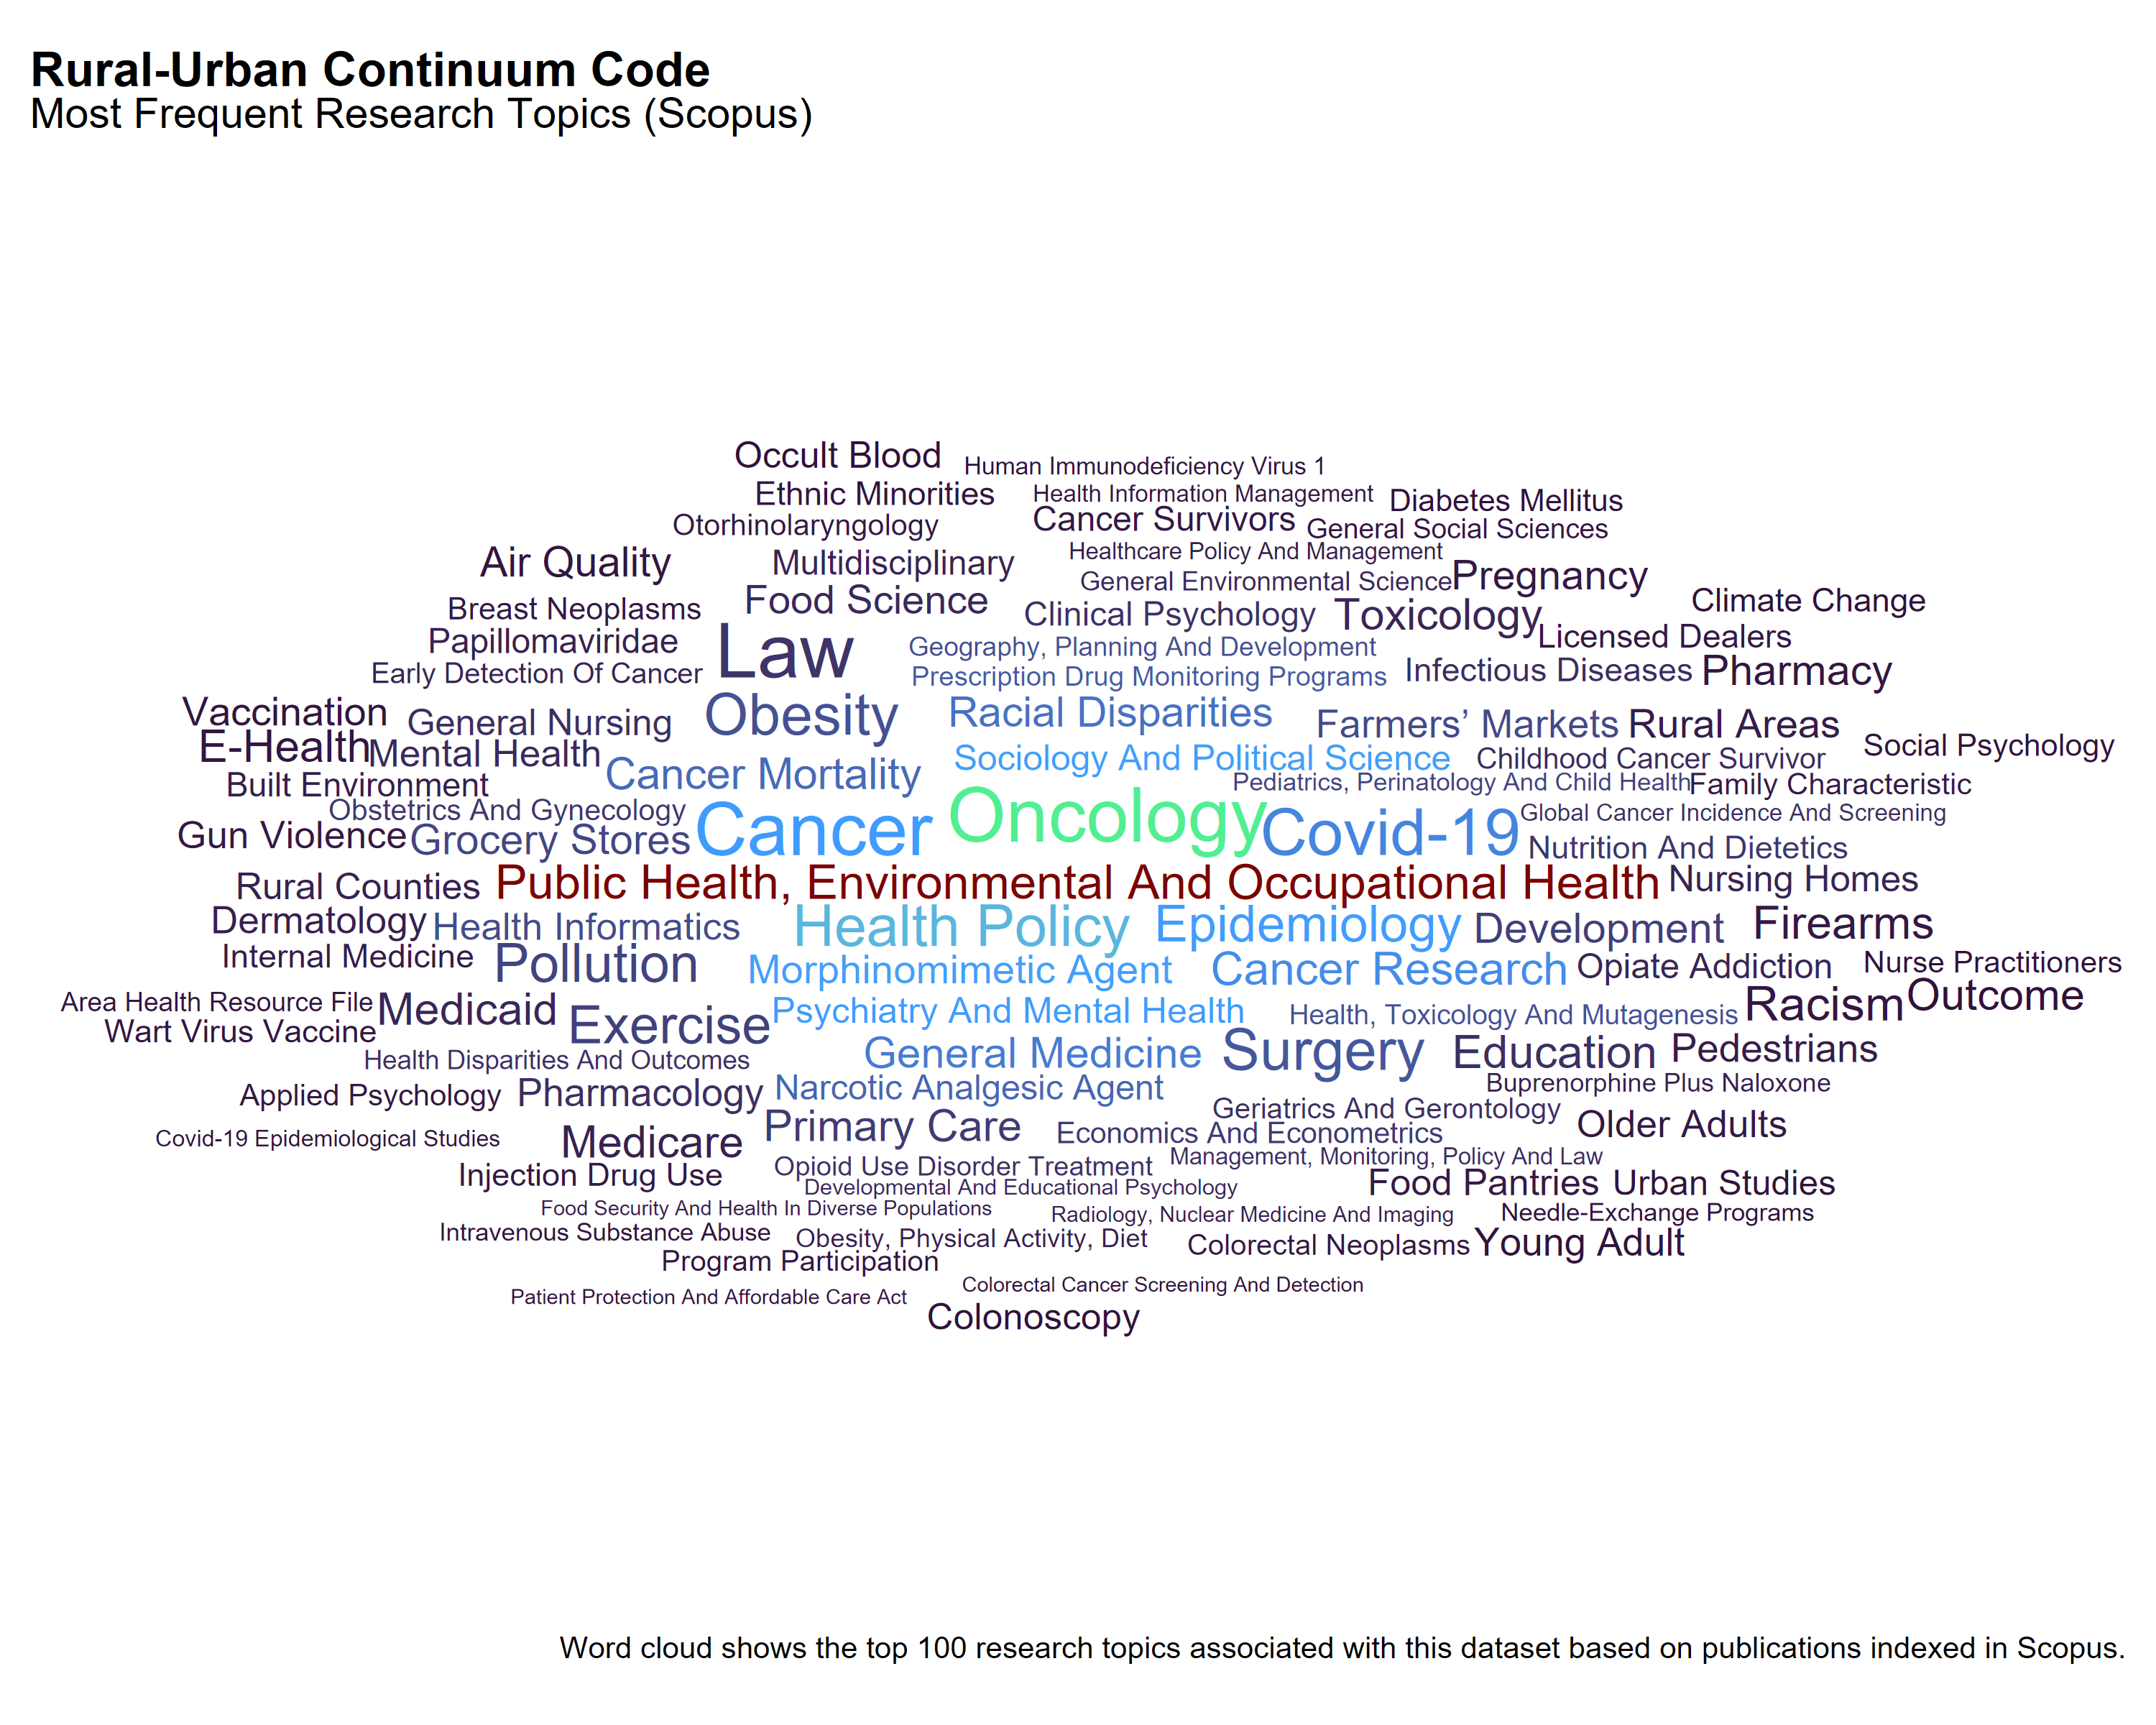 Rural-Urban Continuum Code
Most Frequent Research Topics (Scopus)
Occult Blood
Human Immunodeficiency Virus 1
Ethnic Minorities
Health Information Management
Diabetes Mellitus
Otorhinolaryngology
Cancer Survivors
General Social Sciences
Air Quality
Multidisciplinary
Healthcare Policy And Management
General Environmental Science
Pregnancy
Breast Neoplasms
Food Science
Clinical Psychology
Toxicology
Climate Change
Papillomaviridae
Law
Geography, Planning And Development
Licensed Dealers
Early Detection Of Cancer
Prescription Drug Monitoring Programs
Infectious Diseases
Pharmacy
Vaccination
General Nursing
Obesity
Racial Disparities
Farmers’ Markets
Rural Areas
E-Health
Mental Health
Cancer Mortality
Sociology And Political Science
Childhood Cancer Survivor
Social Psychology
Built Environment
Pediatrics, Perinatology And Child Health
Family Characteristic
Obstetrics And Gynecology
Gun Violence
Grocery Stores
Cancer
Oncology
Covid-19
Global Cancer Incidence And Screening
Nutrition And Dietetics
Rural Counties
Public Health, Environmental And Occupational Health
Nursing Homes
Dermatology
Health Informatics
Health Policy
Epidemiology
Development
Firearms
Internal Medicine
Pollution
Morphinomimetic Agent
Cancer Research
Opiate Addiction
Nurse Practitioners
Area Health Resource File
Medicaid
Exercise
Psychiatry And Mental Health
Health, Toxicology And Mutagenesis
Racism
Outcome
Wart Virus Vaccine
Health Disparities And Outcomes
General Medicine
Surgery
Education
Pedestrians
Applied Psychology
Pharmacology
Narcotic Analgesic Agent
Buprenorphine Plus Naloxone
Geriatrics And Gerontology
Covid-19 Epidemiological Studies
Medicare
Primary Care
Economics And Econometrics
Older Adults
Injection Drug Use
Opioid Use Disorder Treatment
Management, Monitoring, Policy And Law
Developmental And Educational Psychology
Food Pantries
Urban Studies
Food Security And Health In Diverse Populations
Radiology, Nuclear Medicine And Imaging
Needle-Exchange Programs
Intravenous Substance Abuse
Obesity, Physical Activity, Diet
Colorectal Neoplasms
Young Adult
Program Participation
Patient Protection And Affordable Care Act
Colorectal Cancer Screening And Detection
Colonoscopy
Word cloud shows the top 100 research topics associated with this dataset based on publications indexed in Scopus.